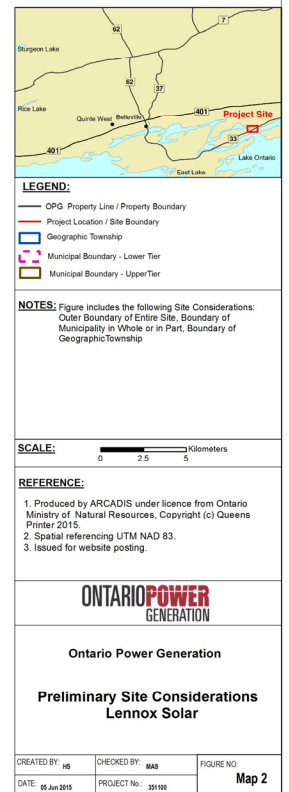 7
62
Sturgeon Lake
62
37
Rice Lake
Quinte West Belleville
401
Project Site
33
401
Lake Ontario
East Lake
LEGEND:
OPG Property Line / Property Boundary
Project Location / Site Boundary
Geographic Township
Municipal Boundary - Lower Tier
Municipal Boundary - UpperTier
NOTES: Figure includes the following Site Considerations:
Outer Boundary of Entire Site, Boundary of
Municipality in Whole or in Part, Boundary of
GeographicTownship
SCALE:
Kilometers
0 2.5 5
REFERENCE:
1. Produced by ARCADIS under licence from Ontario
Ministry of Natural Resources, Copyright (c) Queens
Printer 2015.
2. Spatial referencing UTM NAD 83.
3. Issued for website posting.
ONTARIOPOWER
GENERATION
Ontario Power Generation
Preliminary Site Considerations
Lennox Solar
CREATED BY: HS CHECKED BY: MAS FIGURE NO:
Map 2
DATE: 05 Jun 2015 PROJECT No.: 351100